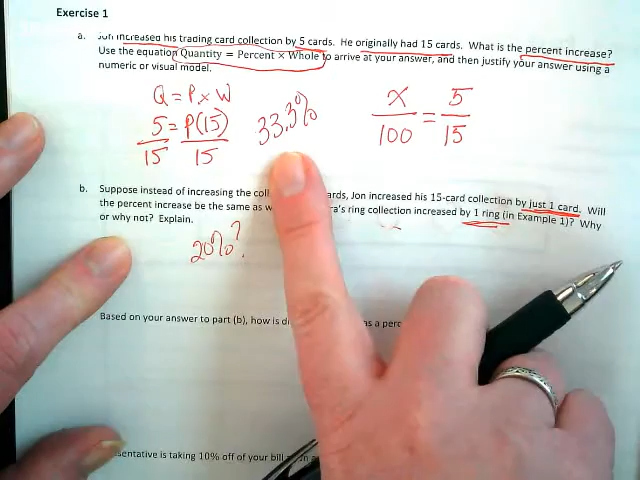 Exercise 1
a. Jon increased his trading card collection by 5 cards. He originally had 15 cards. What is the percent increase?
Use the equation Quantity = Percent × Whole to arrive at your answer, and then justify your answer using a
numeric or visual model.
Q = P × W
5 = P(15)
15 15
33.3%
x/100 = 5/15
b. Suppose instead of increasing the coll ards, Jon increased his 15-card collection by just 1 card. Will
the percent increase be the same as w ra's ring collection increased by 1 ring (in Example 1)? Why
or why not? Explain.
20%?
Based on your answer to part (b), how is di as a perc
sentative is taking 10% off of your bill